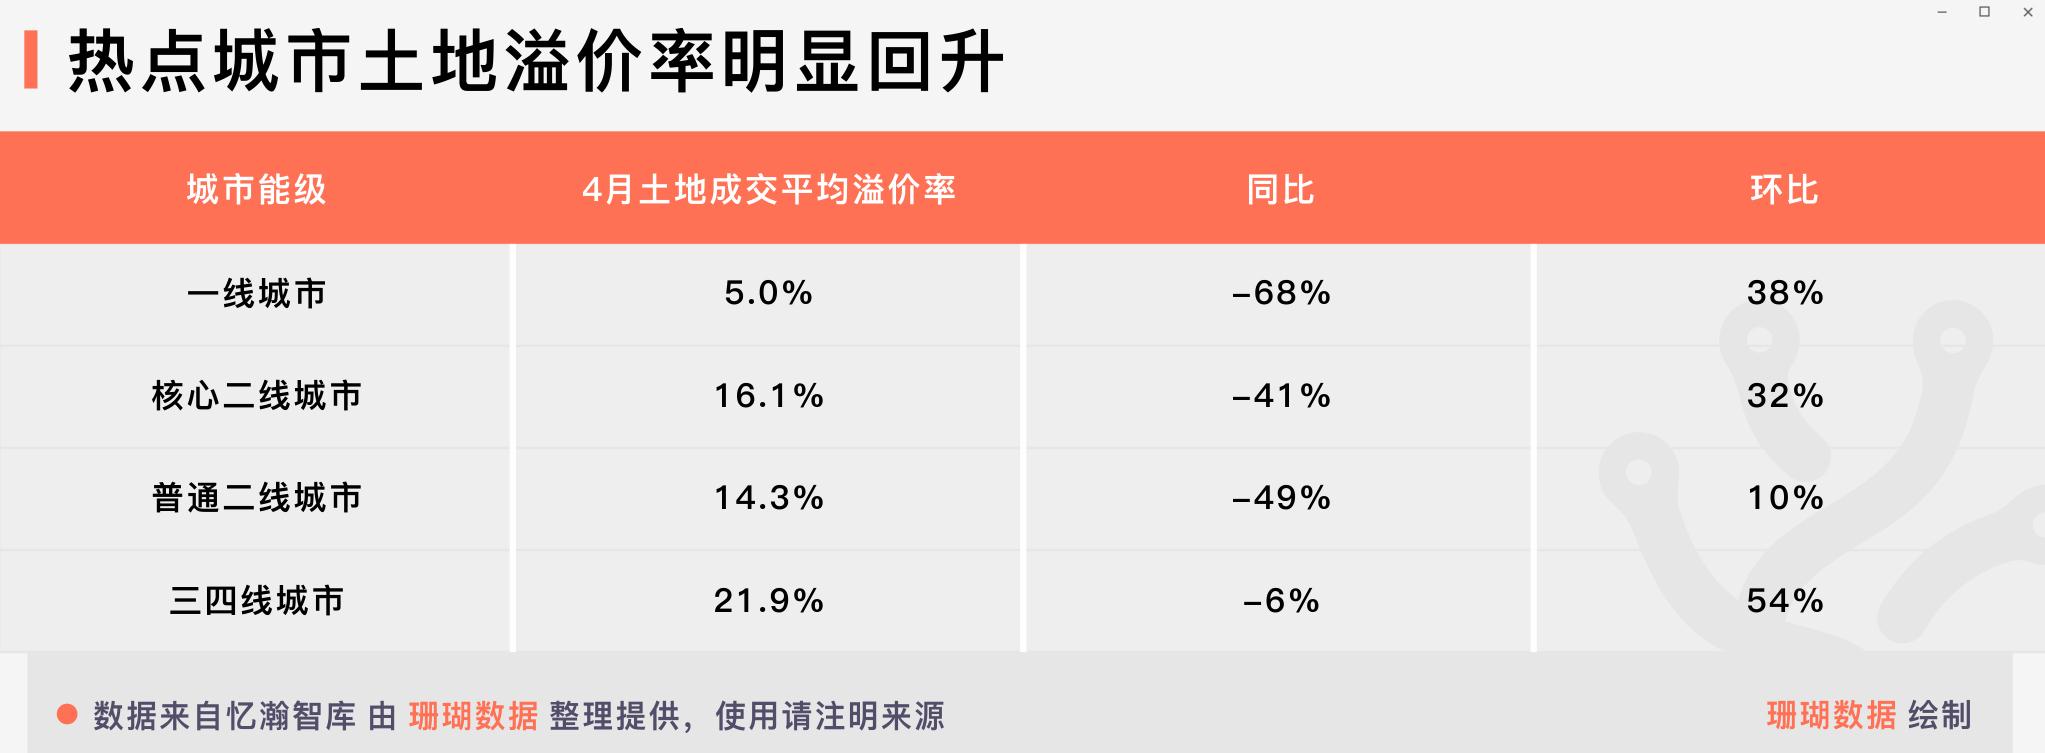 热点城市土地溢价率明显回升
城市能级 4月土地成交平均溢价率 同比 环比
一线城市 5.0% -68% 38%
核心二线城市 16.1% -41% 32%
普通二线城市 14.3% -49% 10%
三四线城市 21.9% -6% 54%
数据来自忆瀚智库 由 珊瑚数据 整理提供，使用请注明来源 珊瑚数据 绘制